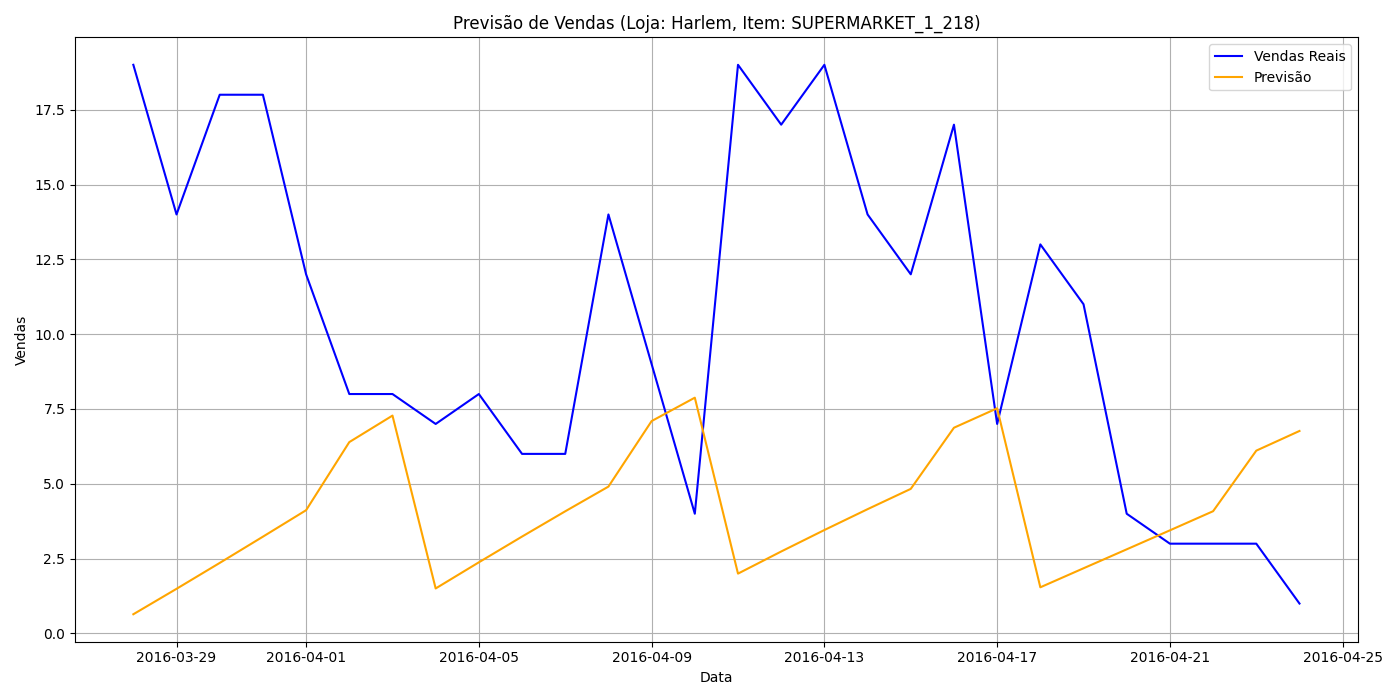 Previsão de Vendas (Loja: Harlem, Item: SUPERMARKET_1_218)
Vendas Reais
Previsão
Vendas
17.5
15.0
12.5
10.0
7.5
5.0
2.5
0.0
2016-03-29 2016-04-01 2016-04-05 2016-04-09 2016-04-13 2016-04-17 2016-04-21 2016-04-25
Data